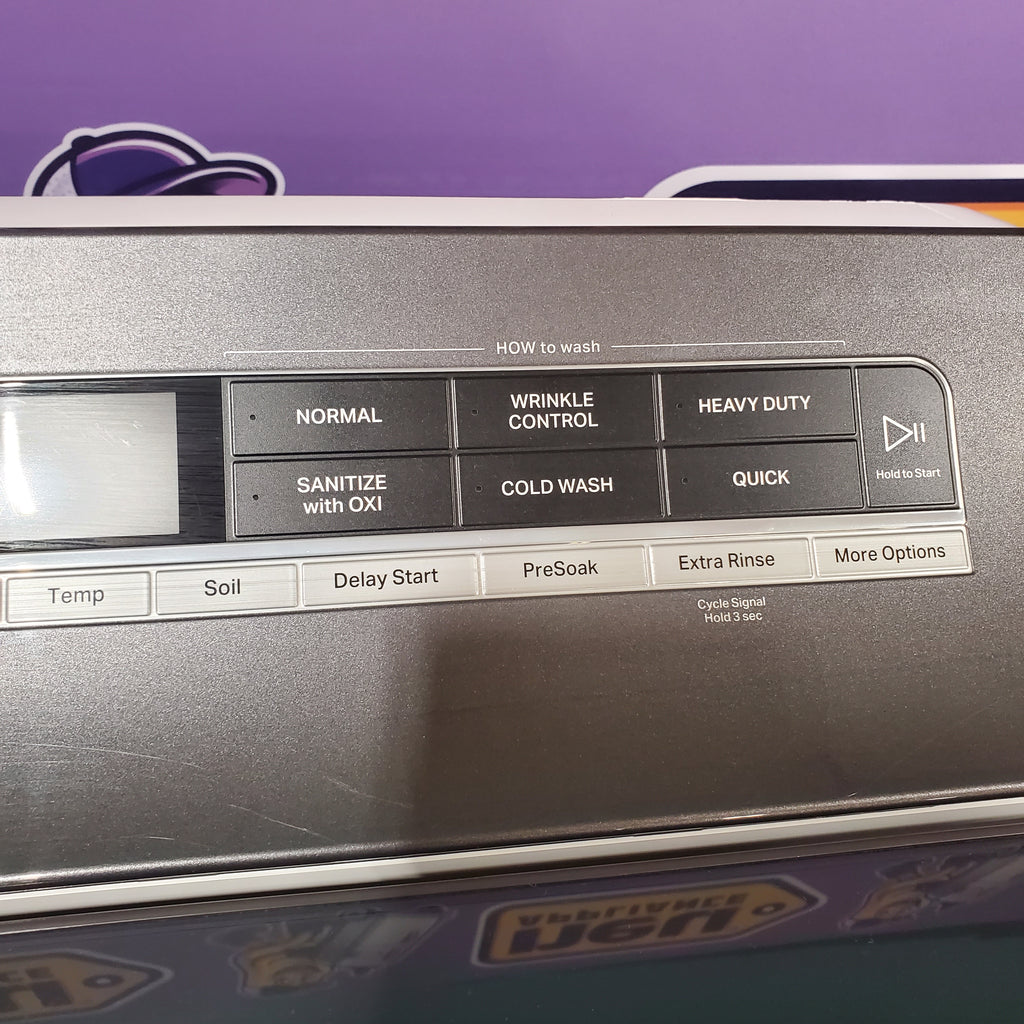 HOW to wash
NORMAL
WRINKLE
CONTROL
HEAVY DUTY
SANITIZE
with OXI
COLD WASH
QUICK
Hold to Start
Temp
Soil
Delay Start
PreSoak
Extra Rinse
More Options
Cycle Signal
Hold 3 sec
APPLIANCE